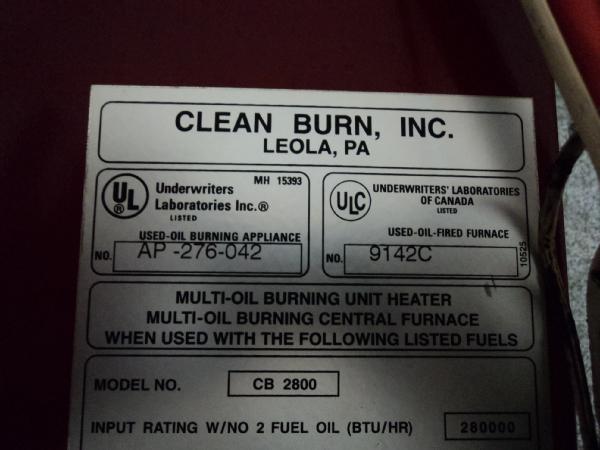 CLEAN BURN, INC.
LEOLA, PA
MH 15393
UL
®
Underwriters
Laboratories Inc.®
LISTED
USED-OIL BURNING APPLIANCE
NO. AP-276-042
ULC
UNDERWRITERS' LABORATORIES
OF CANADA
LISTED
USED-OIL-FIRED FURNACE
NO. 9142C
10525
MULTI-OIL BURNING UNIT HEATER
MULTI-OIL BURNING CENTRAL FURNACE
WHEN USED WITH THE FOLLOWING LISTED FUELS
MODEL NO. CB 2800
INPUT RATING W/NO 2 FUEL OIL (BTU/HR) 280000